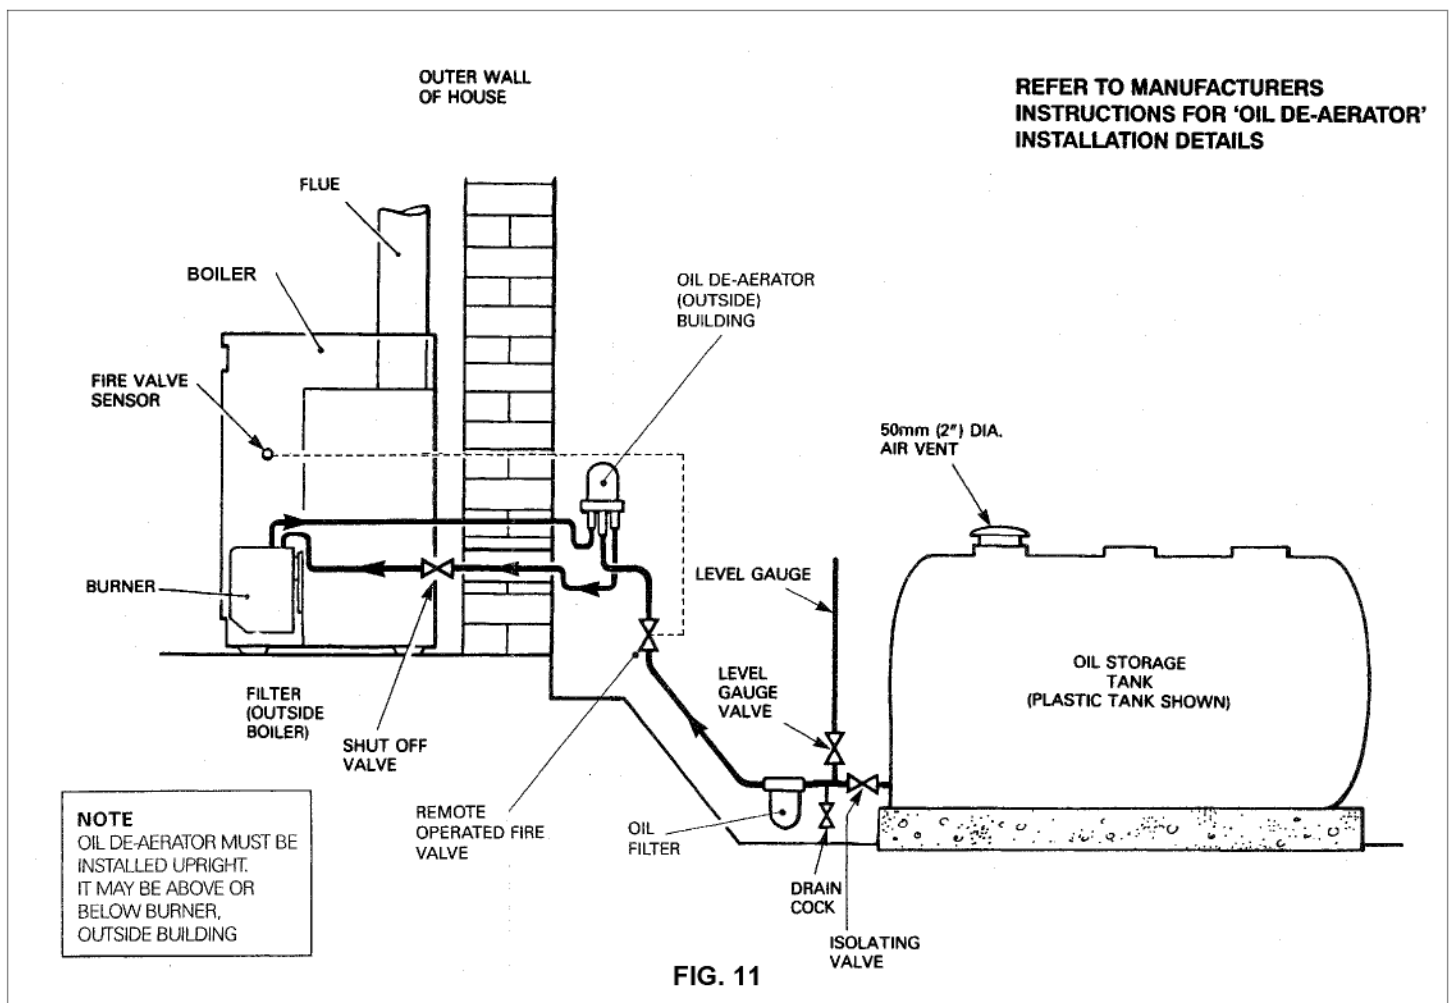 OUTER WALL
OF HOUSE
REFER TO MANUFACTURERS
INSTRUCTIONS FOR ‘OIL DE-AERATOR’
INSTALLATION DETAILS
FLUE
BOILER
OIL DE-AERATOR
(OUTSIDE)
BUILDING
FIRE VALVE
SENSOR
50mm (2″) DIA.
AIR VENT
BURNER
LEVEL GAUGE
OIL STORAGE
TANK
(PLASTIC TANK SHOWN)
LEVEL
GAUGE
VALVE
FILTER
(OUTSIDE
BOILER)
SHUT OFF
VALVE
REMOTE
OPERATED FIRE
VALVE
OIL
FILTER
DRAIN
COCK
ISOLATING
VALVE
NOTE
OIL DE-AERATOR MUST BE
INSTALLED UPRIGHT.
IT MAY BE ABOVE OR
BELOW BURNER,
OUTSIDE BUILDING
FIG. 11